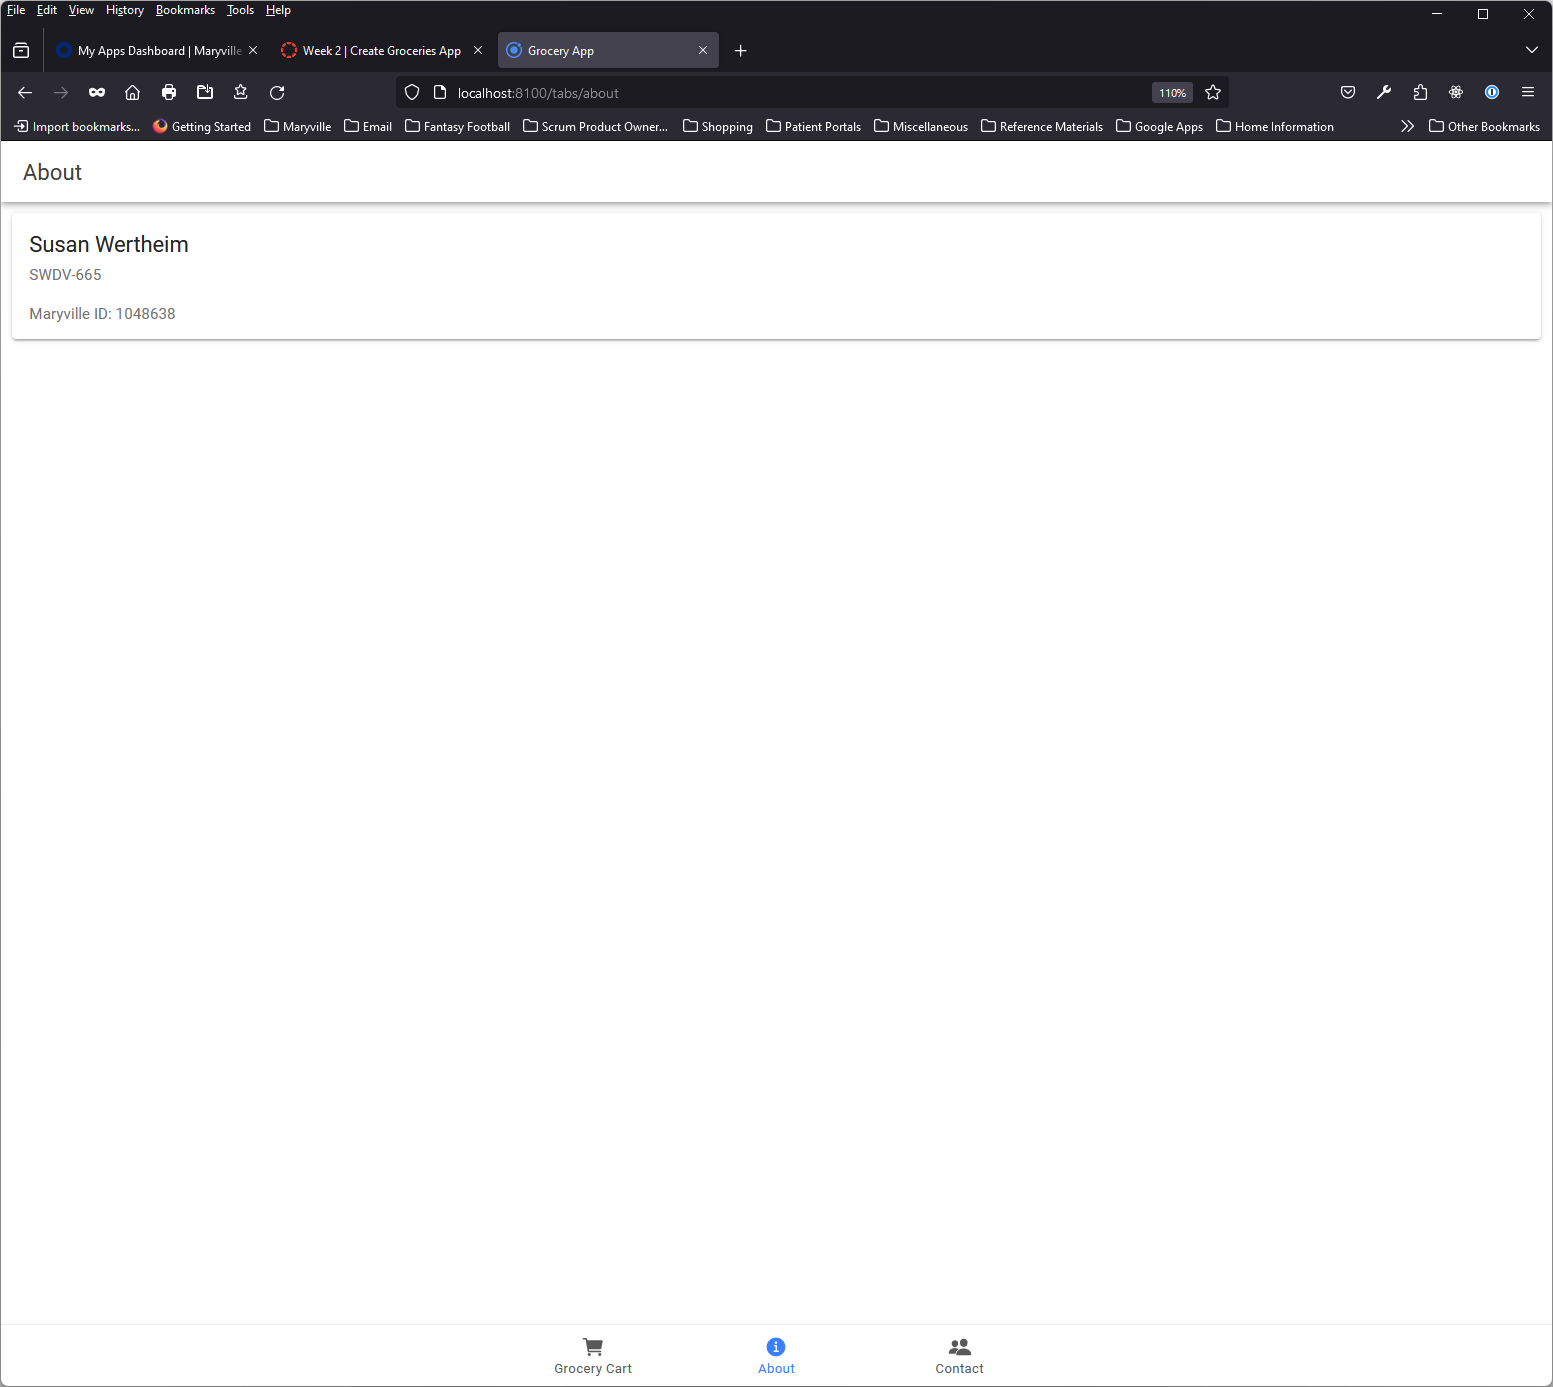 File Edit View History Bookmarks Tools Help
My Apps Dashboard | Maryville
Week 2 | Create Groceries App
Grocery App
localhost:8100/tabs/about
110%
Import bookmarks... Getting Started Maryville Email Fantasy Football Scrum Product Owner... Shopping Patient Portals Miscellaneous Reference Materials Google Apps Home Information Other Bookmarks
About
Susan Wertheim
SWDV-665
Maryville ID: 1048638
Grocery Cart About Contact